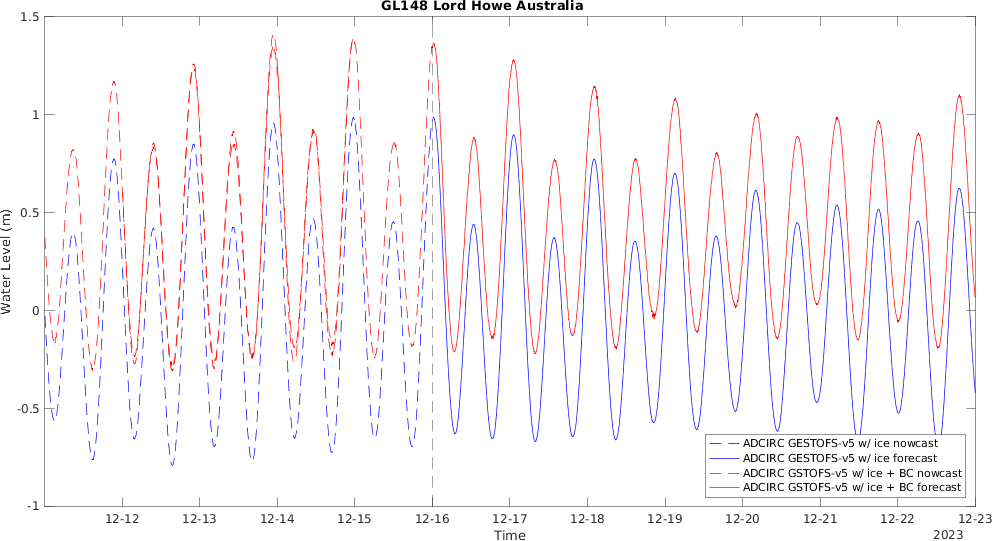 GL148 Lord Howe Australia
1.5
1
0.5
0
-0.5
-1
Water Level (m)
12-12
12-13
12-14
12-15
12-16
12-17
12-18
12-19
12-20
12-21
12-22
12-23
Time
2023
ADCIRC GESTOFS-v5 w/ ice nowcast
ADCIRC GESTOFS-v5 w/ ice forecast
ADCIRC GSTOFS-v5 w/ ice + BC nowcast
ADCIRC GSTOFS-v5 w/ ice + BC forecast